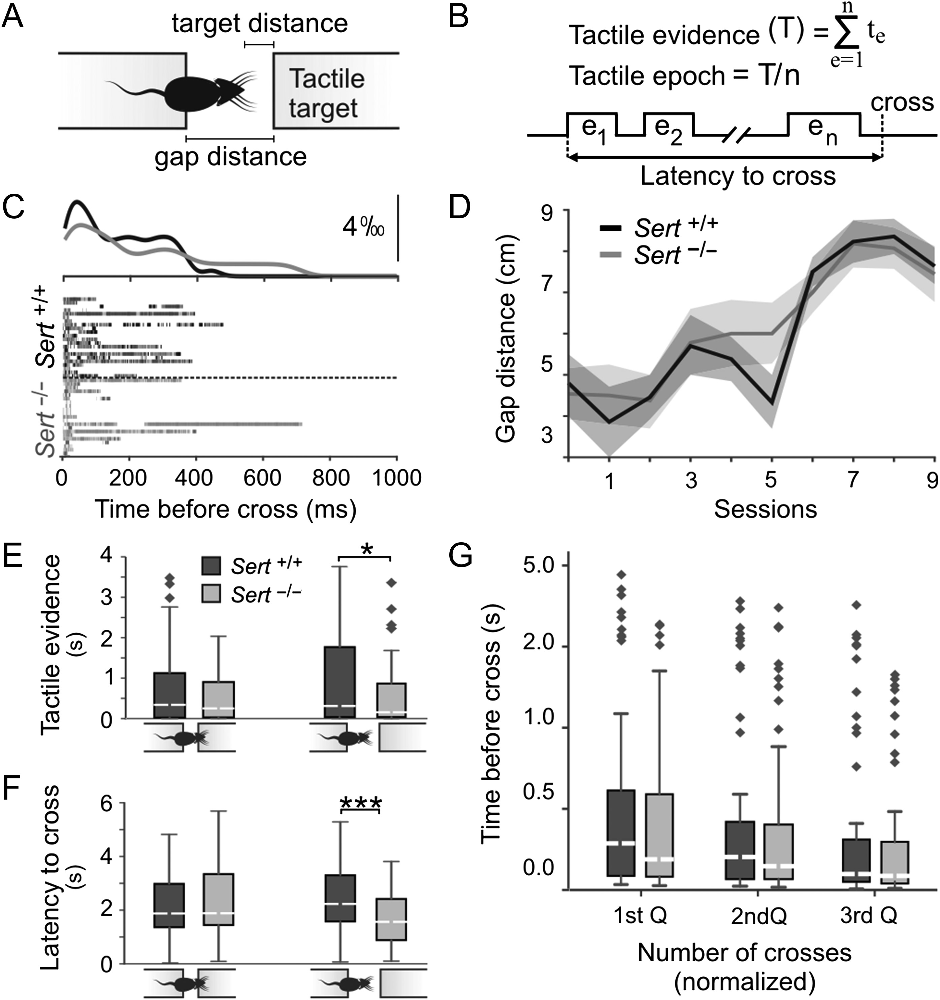 A
target distance
Tactile
target
gap distance
B
Tactile evidence (T) = n ∑ e=1 te
Tactile epoch = T/n
cross
e1 e2 en
Latency to cross
C
4‰
Sert +/+
Sert −/−
0 200 400 600 800 1000
Time before cross (ms)
D
Sert +/+
Sert −/−
Gap distance (cm)
9
7
5
3
1 3 5 7 9
Sessions
E
Tactile evidence
(s)
4
3
2
1
0
Sert +/+
Sert −/−
*
F
Latency to cross
(s)
6
4
2
0
***
G
Time before cross (s)
5.0
2.0
1.0
0.5
0.0
1st Q 2ndQ 3rd Q
Number of crosses
(normalized)